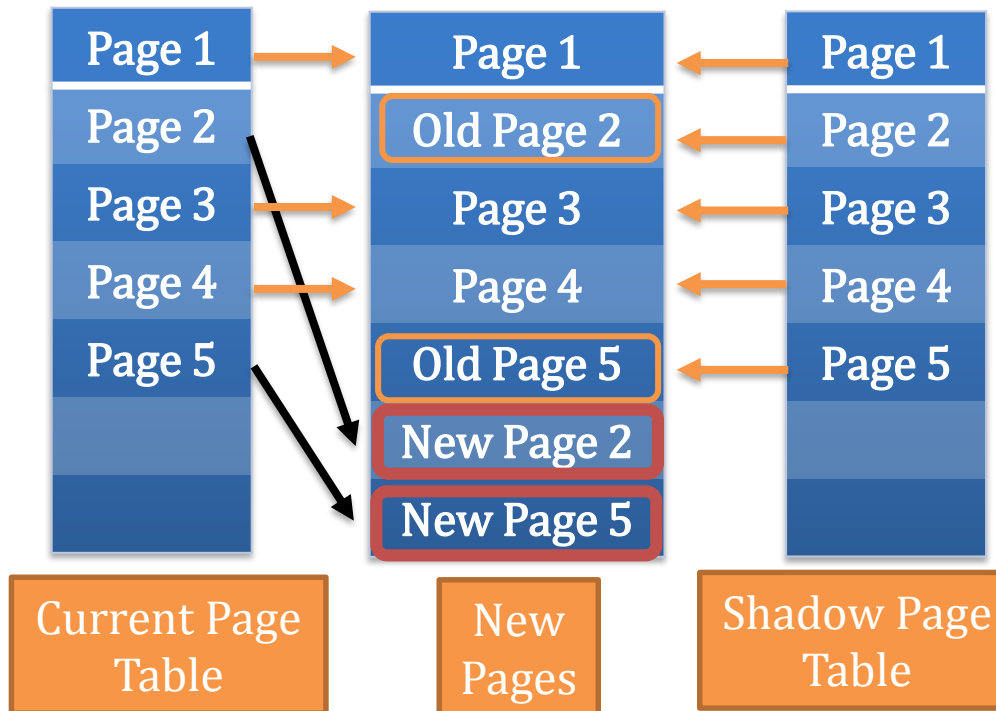 Page 1
Page 2
Page 3
Page 4
Page 5
Page 1
Old Page 2
Page 3
Page 4
Old Page 5
New Page 2
New Page 5
Page 1
Page 2
Page 3
Page 4
Page 5
Current Page
Table
New
Pages
Shadow Page
Table